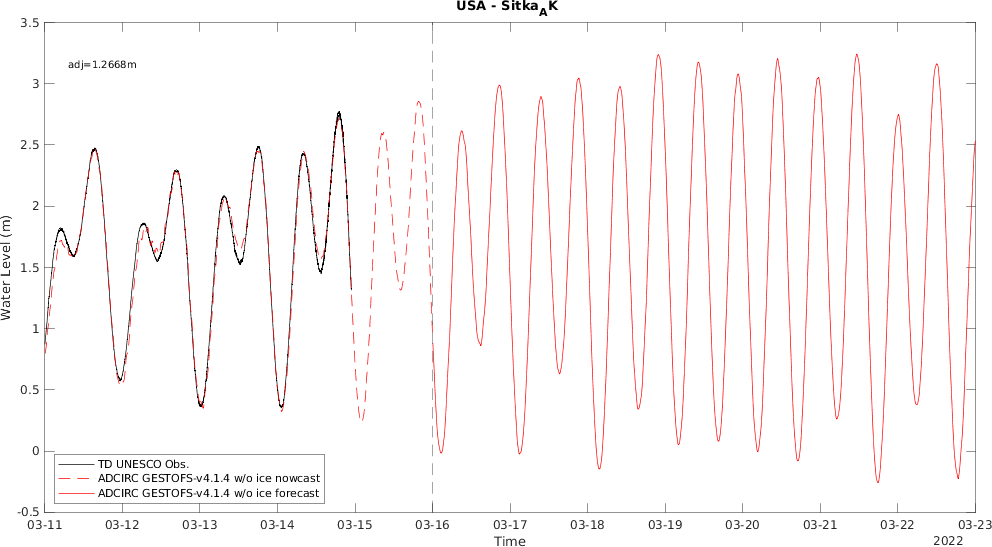 USA - SitkaAK
adj=1.2668m
3.5
3
2.5
2
1.5
1
0.5
0
-0.5
Water Level (m)
TD UNESCO Obs.
ADCIRC GESTOFS-v4.1.4 w/o ice nowcast
ADCIRC GESTOFS-v4.1.4 w/o ice forecast
03-11 03-12 03-13 03-14 03-15 03-16 03-17 03-18 03-19 03-20 03-21 03-22 03-23
Time
2022